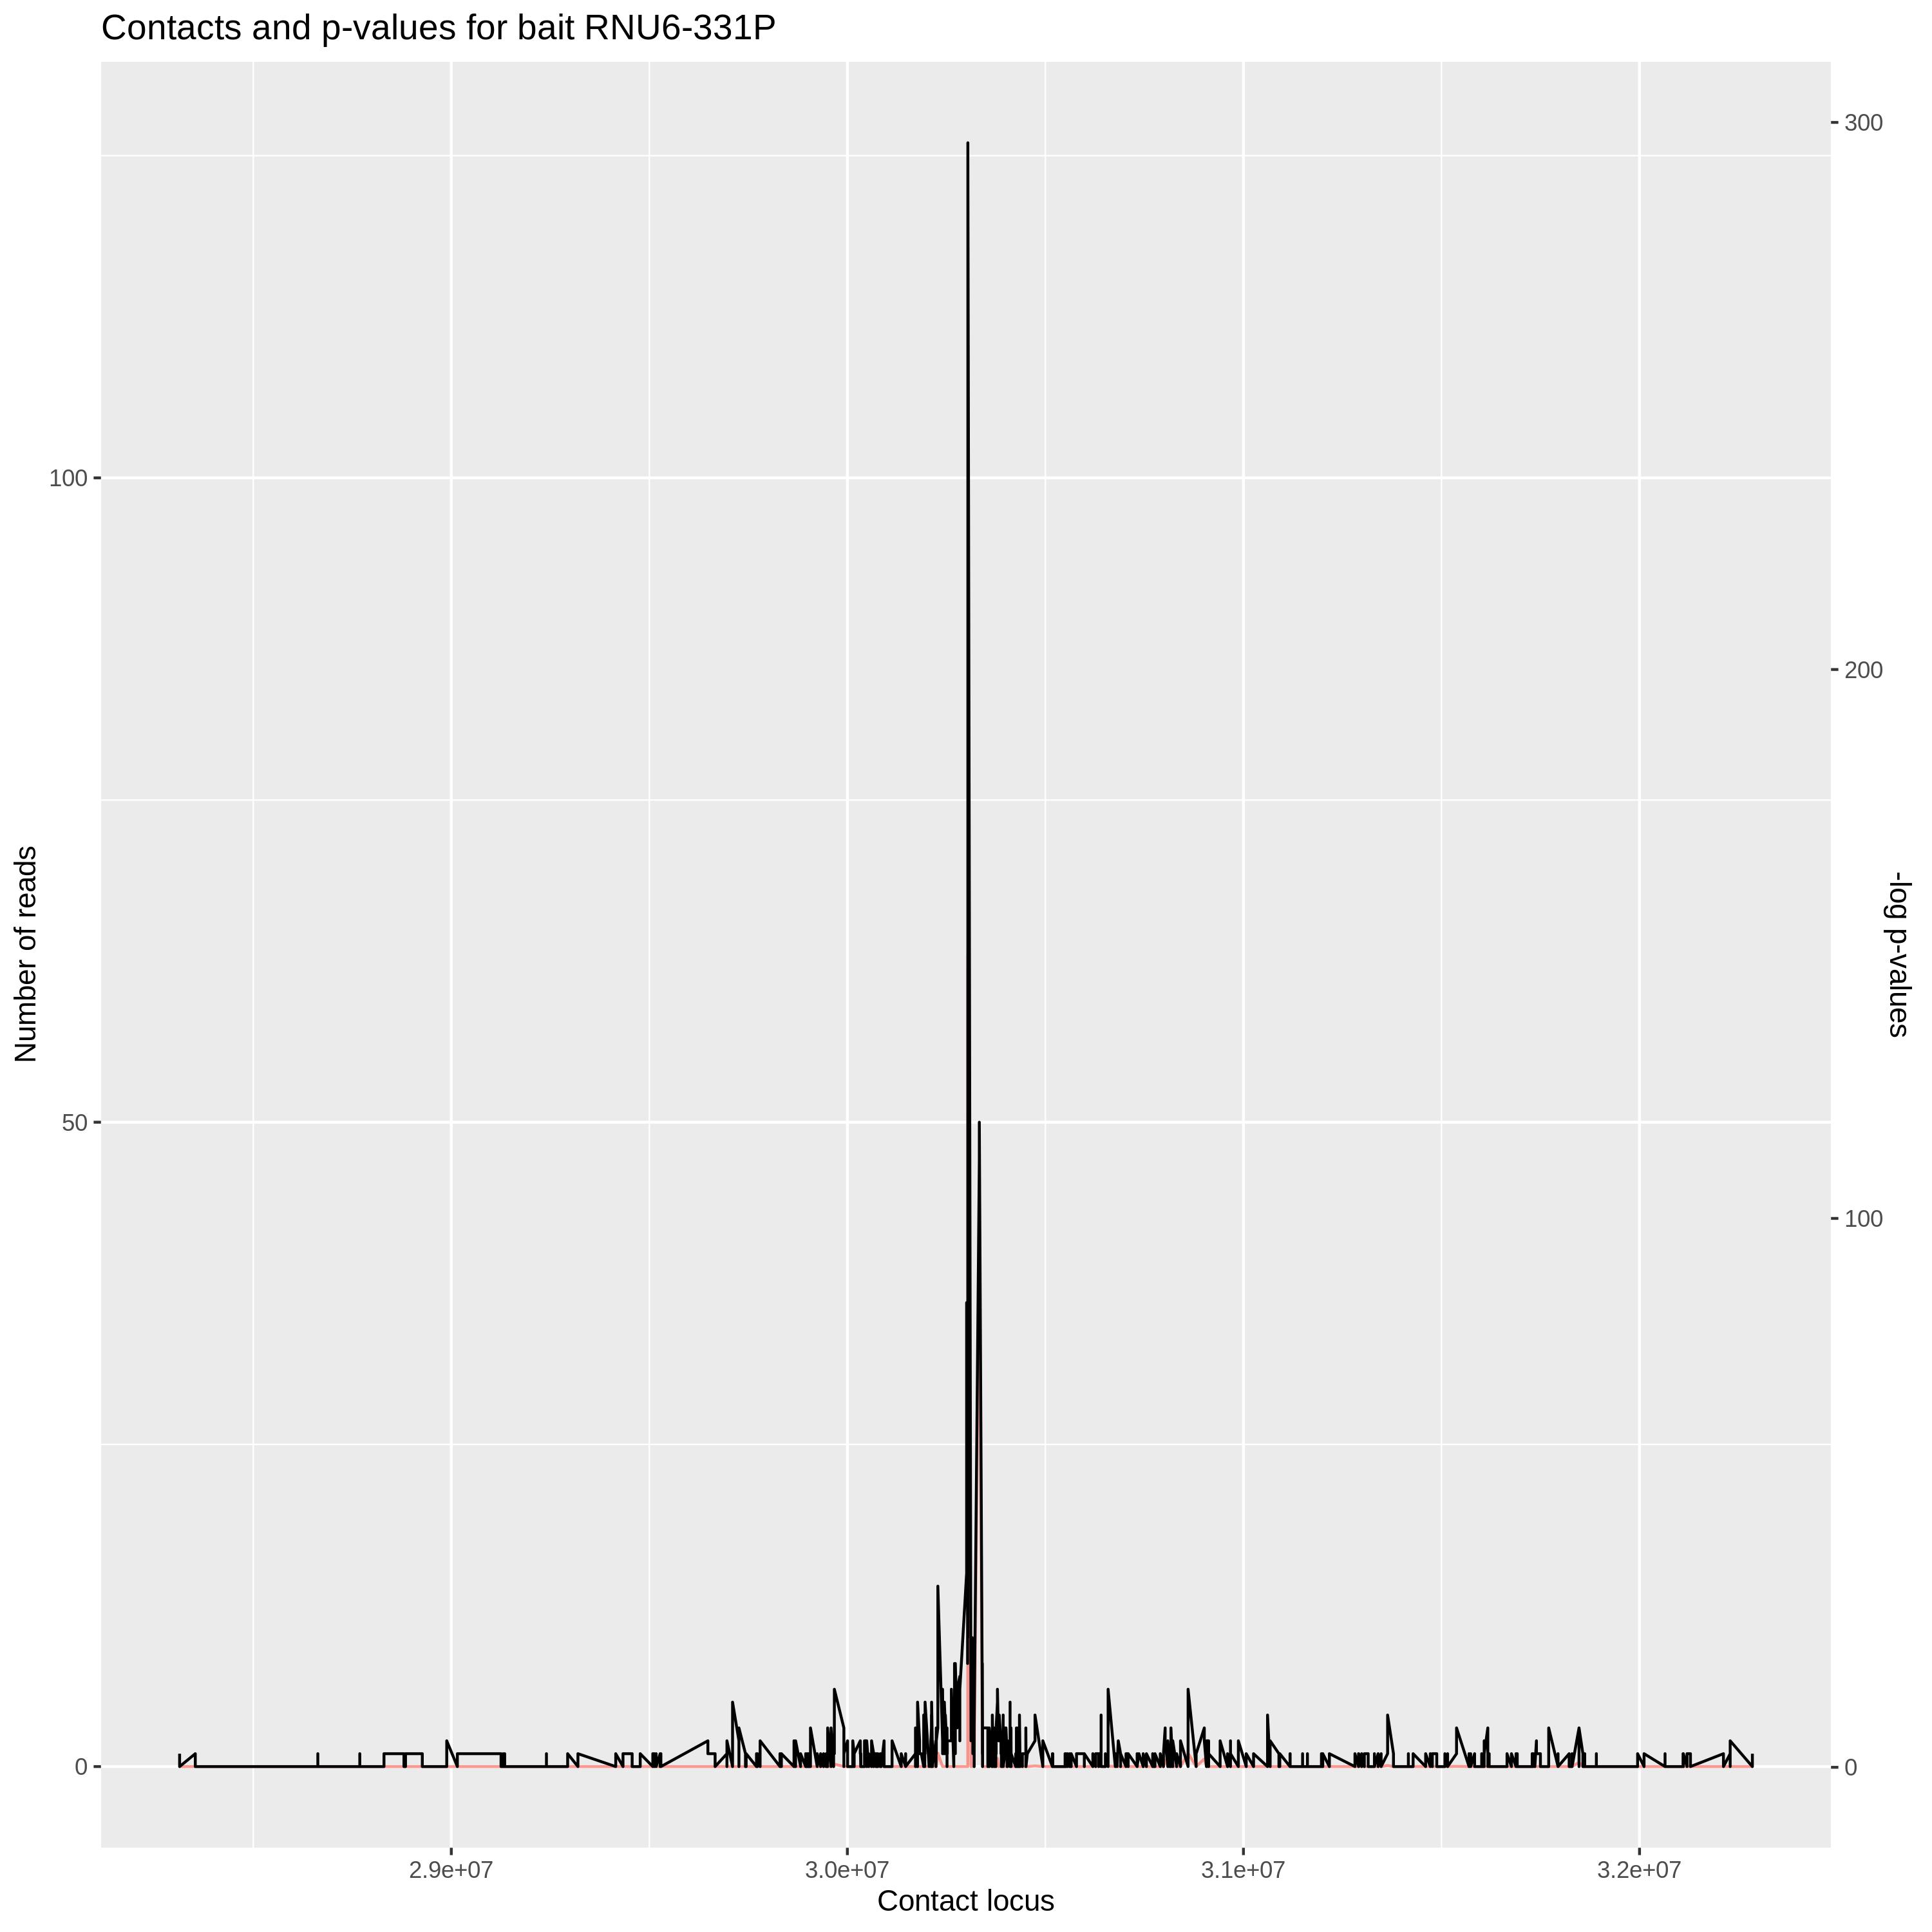 Contacts and p-values for bait RNU6-331P
300
100
200
Number of reads
-log p-values
50
100
0
0
2.9e+07
3.0e+07
3.1e+07
3.2e+07
Contact locus